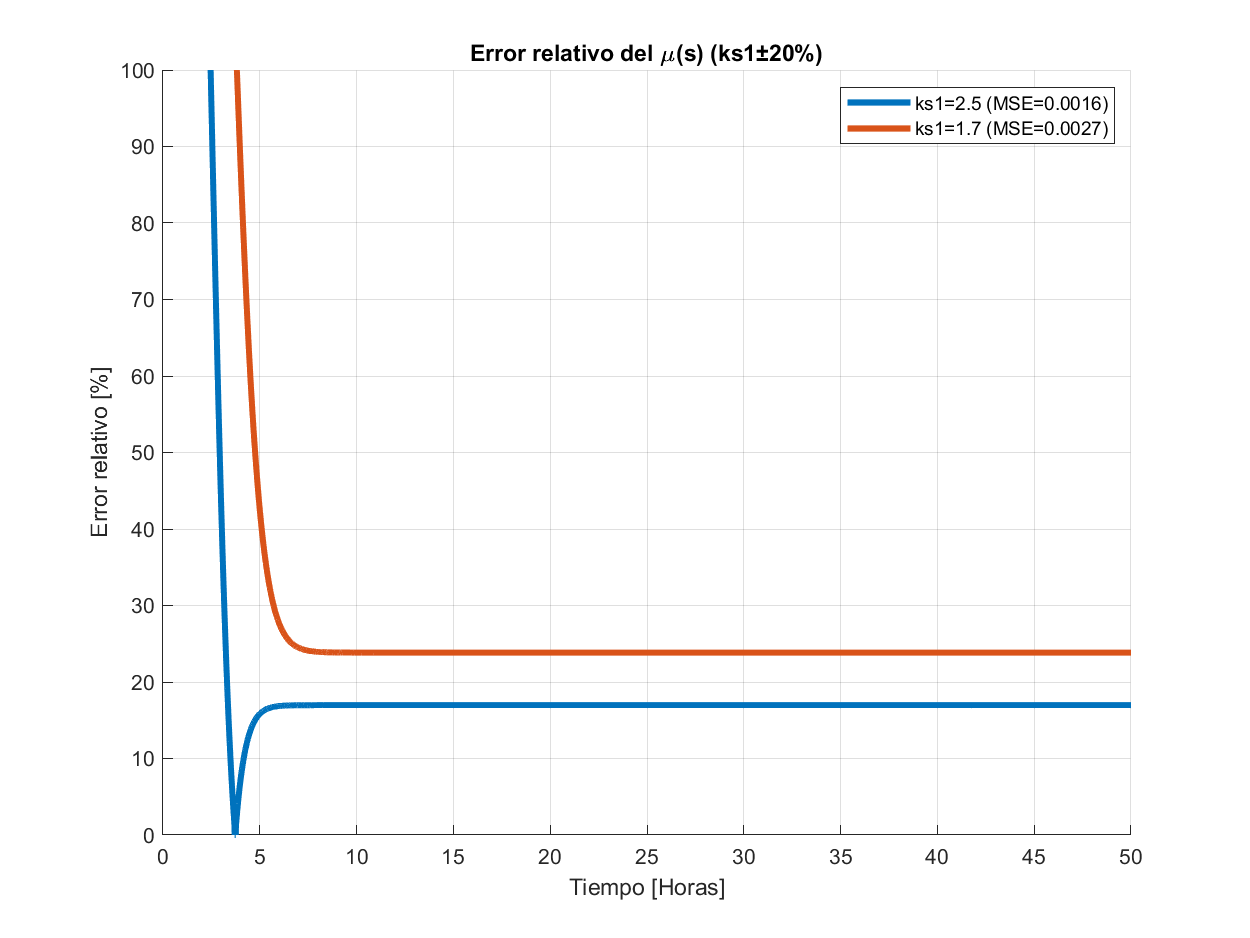 Error relativo del μ(s) (ks1±20%)
ks1=2.5 (MSE=0.0016)
ks1=1.7 (MSE=0.0027)
Error relativo [%]
100
90
80
70
60
50
40
30
20
10
0
0 5 10 15 20 25 30 35 40 45 50
Tiempo [Horas]